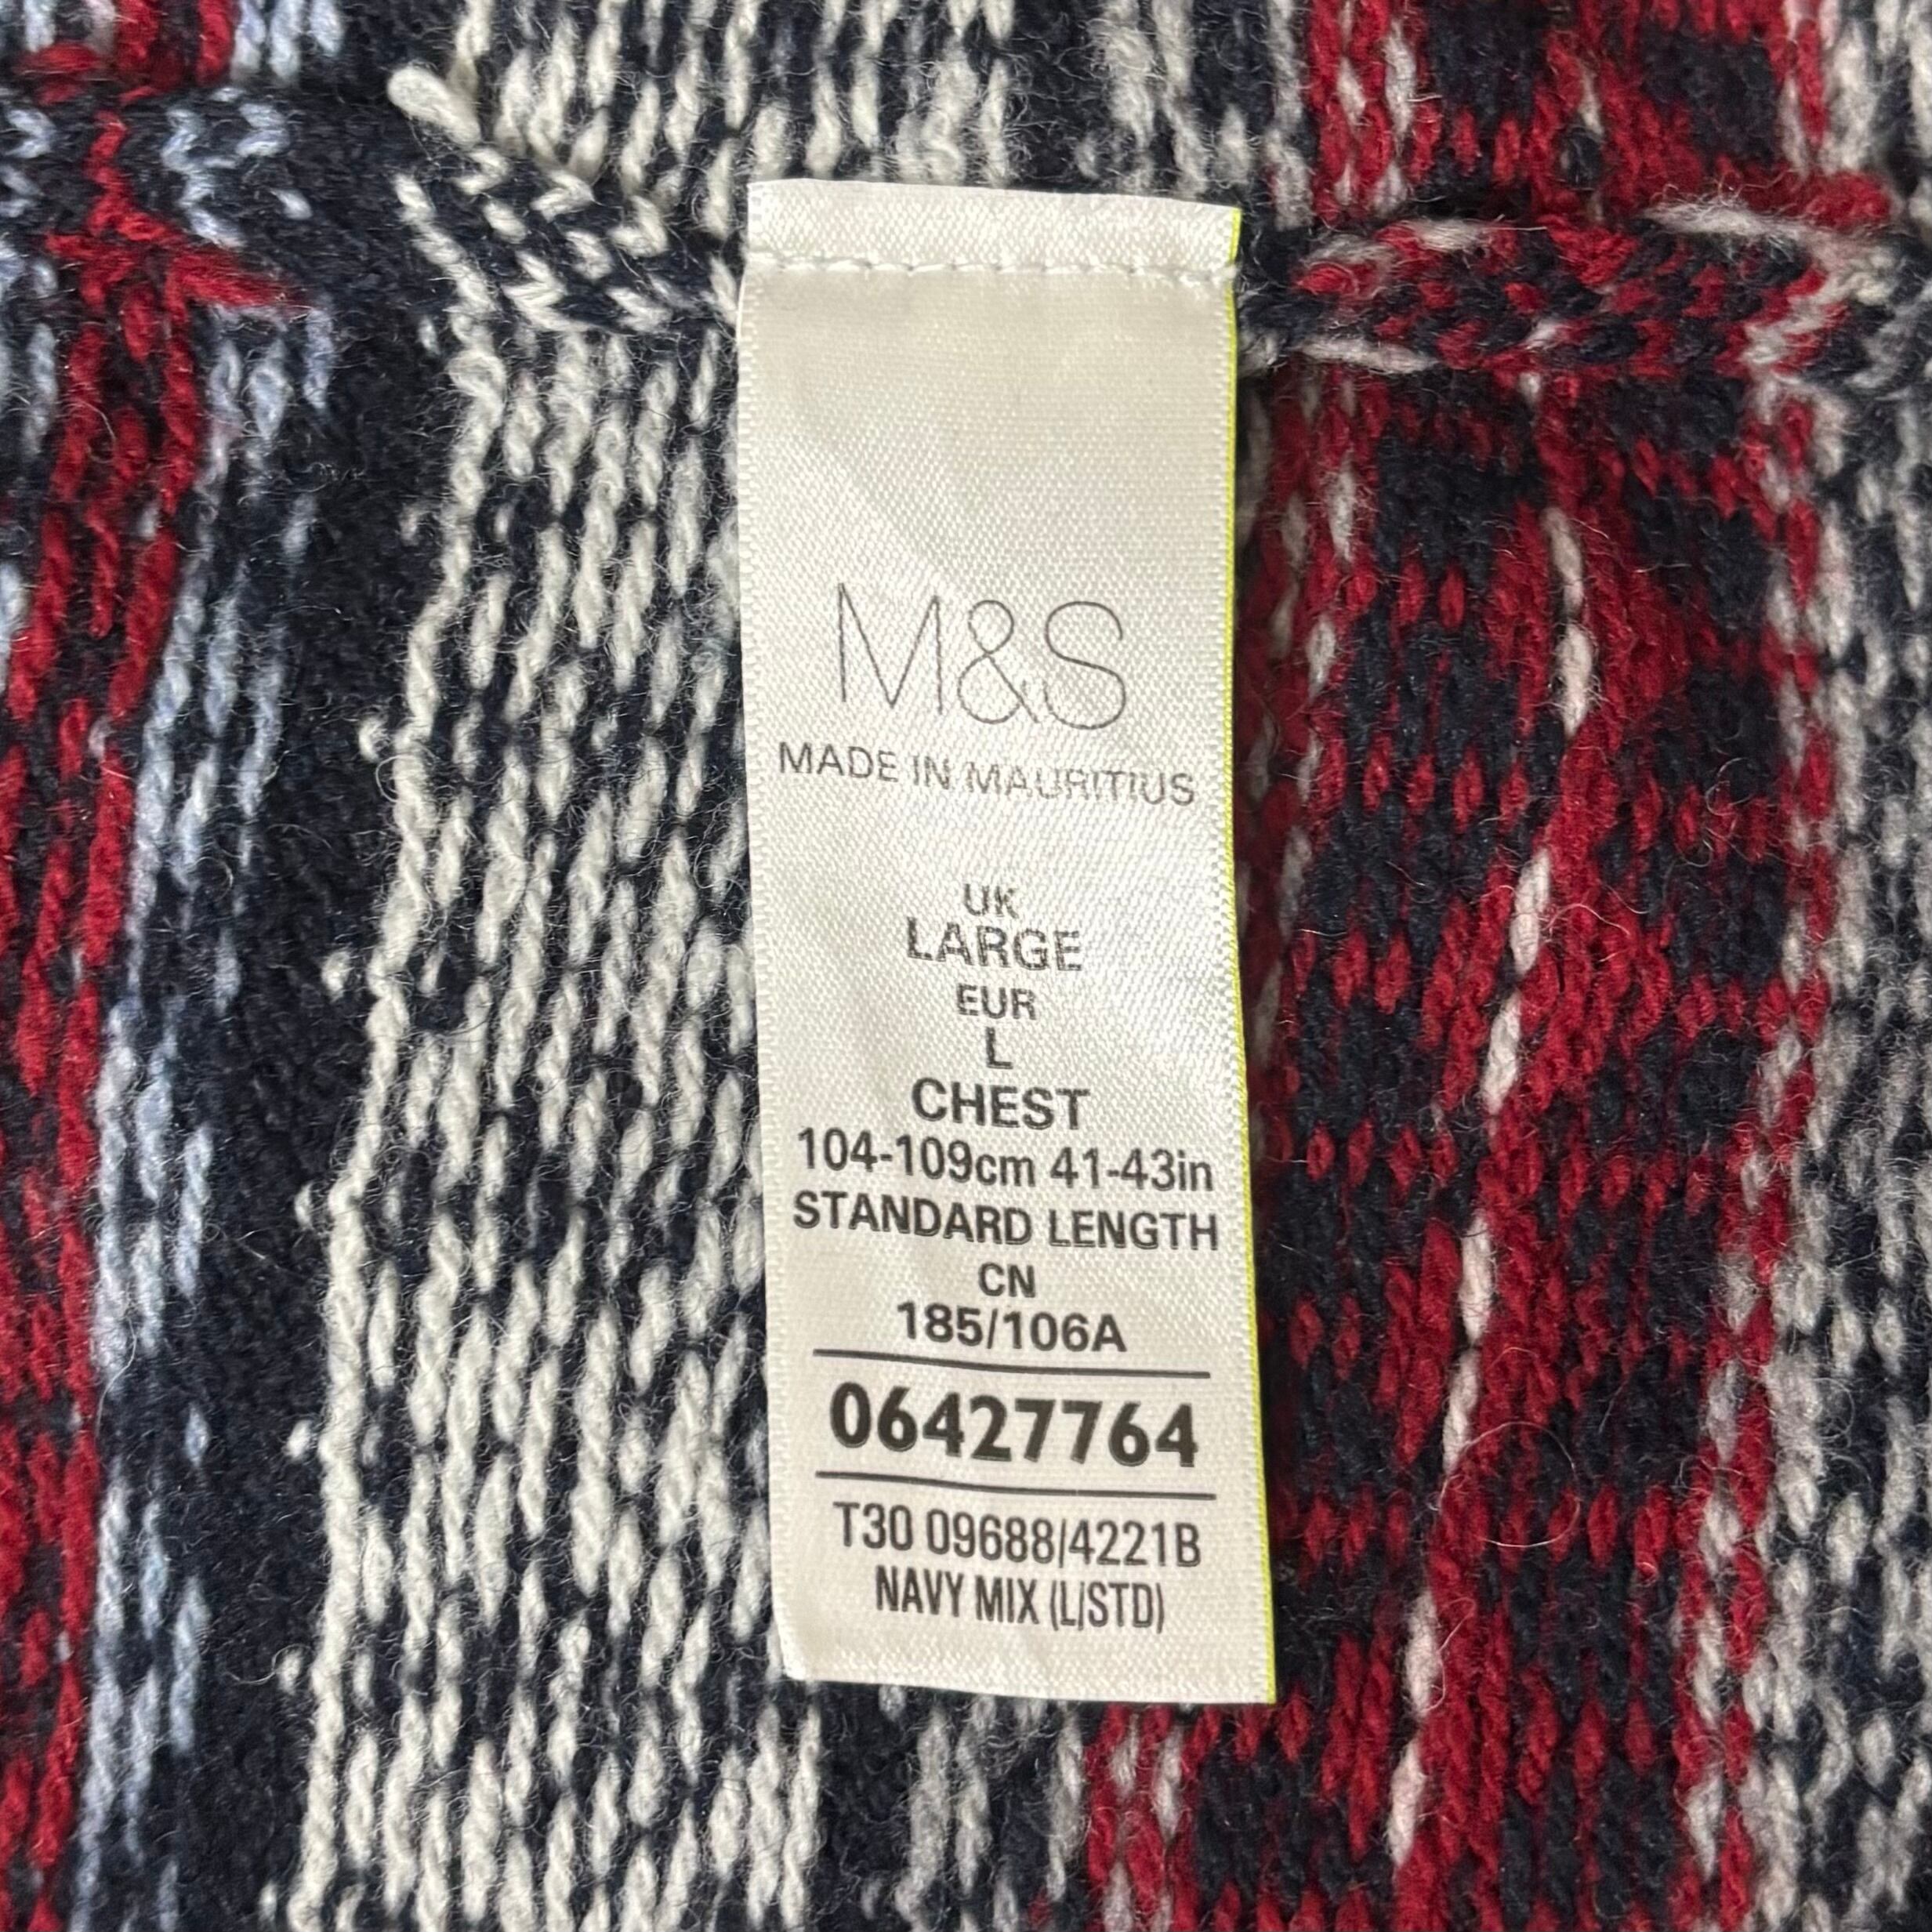 M&S
MADE IN MAURITIUS
UK
LARGE
EUR
L
CHEST
104-109cm 41-43in
STANDARD LENGTH
CN
185/106A
06427764
T30 09688/4221B
NAVY MIX (L/STD)